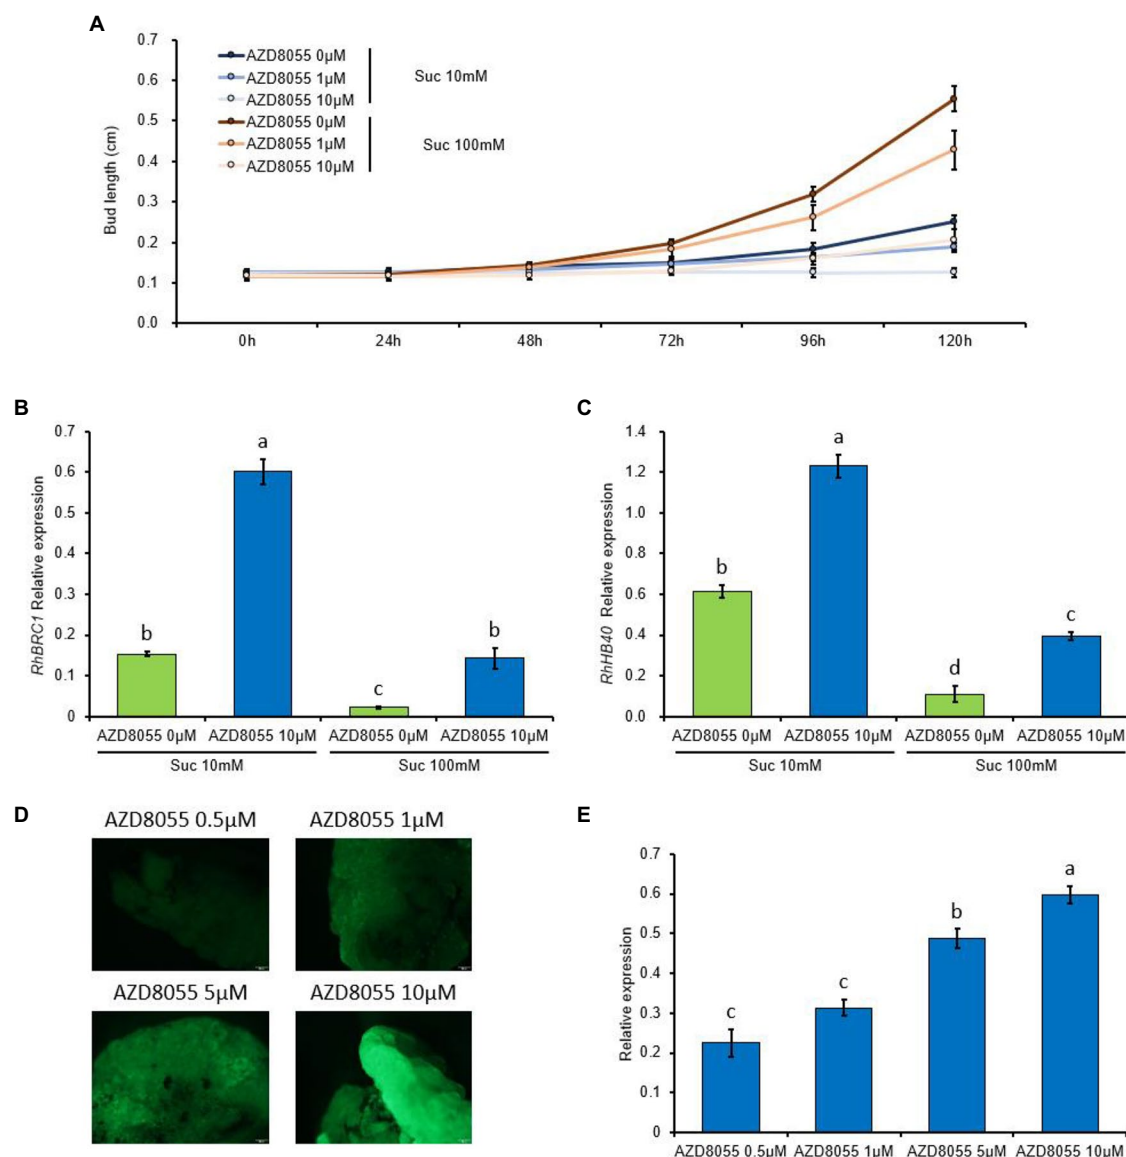 A
0.7
0.6
0.5
0.4
0.3
0.2
0.1
0.0
Bud length (cm)
AZD8055 0µM
AZD8055 1µM
AZD8055 10µM
Suc 10mM
AZD8055 0µM
AZD8055 1µM
AZD8055 10µM
Suc 100mM
0h 24h 48h 72h 96h 120h
B
0.7
0.6
0.5
0.4
0.3
0.2
0.1
0
RhBRC1 Relative expression
b a c b
AZD8055 0µM AZD8055 10µM AZD8055 0µM AZD8055 10µM
Suc 10mM Suc 100mM
C
1.4
1.2
1.0
0.8
0.6
0.4
0.2
0.0
RhHB40 Relative expression
b a d c
AZD8055 0µM AZD8055 10µM AZD8055 0µM AZD8055 10µM
Suc 10mM Suc 100mM
D
AZD8055 0.5µM AZD8055 1µM
AZD8055 5µM AZD8055 10µM
E
0.7
0.6
0.5
0.4
0.3
0.2
0.1
0
Relative expression
c c b a
AZD8055 0.5µM AZD8055 1µM AZD8055 5µM AZD8055 10µM